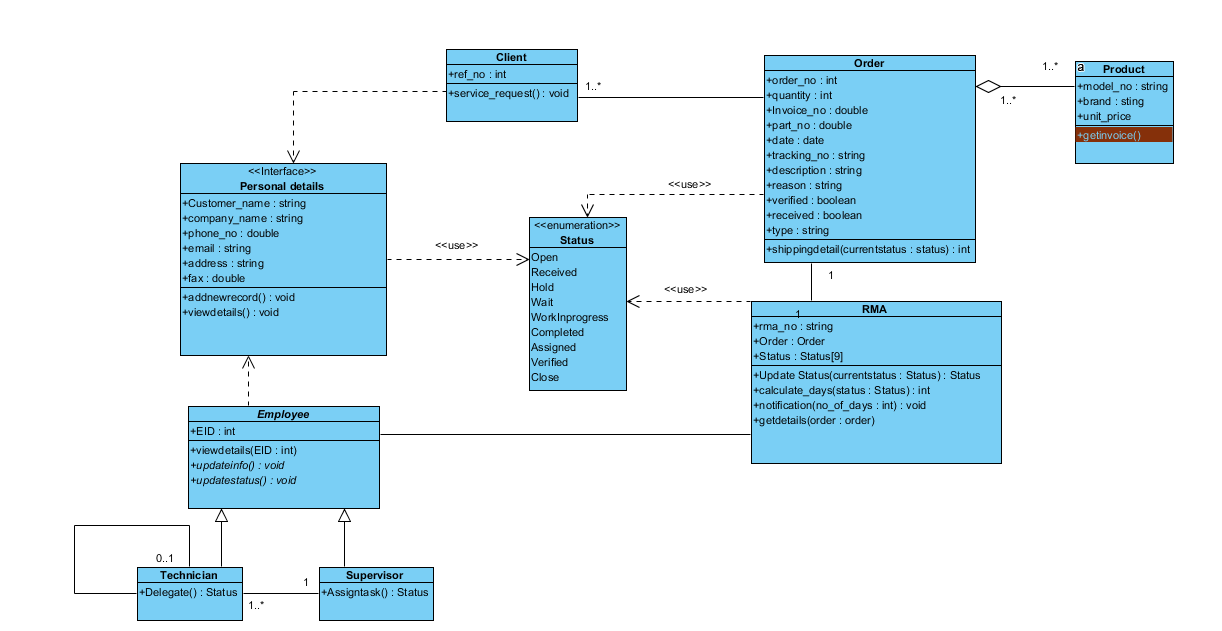 Client
+ref_no : int
+service_request() : void
1..*
Order
+order_no : int
+quantity : int
+Invoice_no : double
+part_no : double
+date : date
+tracking_no : string
+description : string
+reason : string
+verified : boolean
+received : boolean
+type : string
+shippingdetail(currentstatus : status) : int
1..*
1..*
a
Product
+model_no : string
+brand : sting
+unit_price
+getinvoice()
<<Interface>>
Personal details
+Customer_name : string
+company_name : string
+phone_no : double
+email : string
+address : string
+fax : double
+addnewrecord() : void
+viewdetails() : void
<<use>>
<<use>>
<<use>>
<<enumeration>>
Status
Open
Received
Hold
Wait
WorkInprogress
Completed
Assigned
Verified
Close
1
1
RMA
+rma_no : string
+Order : Order
+Status : Status[9]
+Update Status(currentstatus : Status) : Status
+calculate_days(status : Status) : int
+notification(no_of_days : int) : void
+getdetails(order : order)
Employee
+EID : int
+viewdetails(EID : int)
+updateinfo() : void
+updatestatus() : void
0..1
Technician
+Delegate() : Status
1..*
1
Supervisor
+Assigntask() : Status